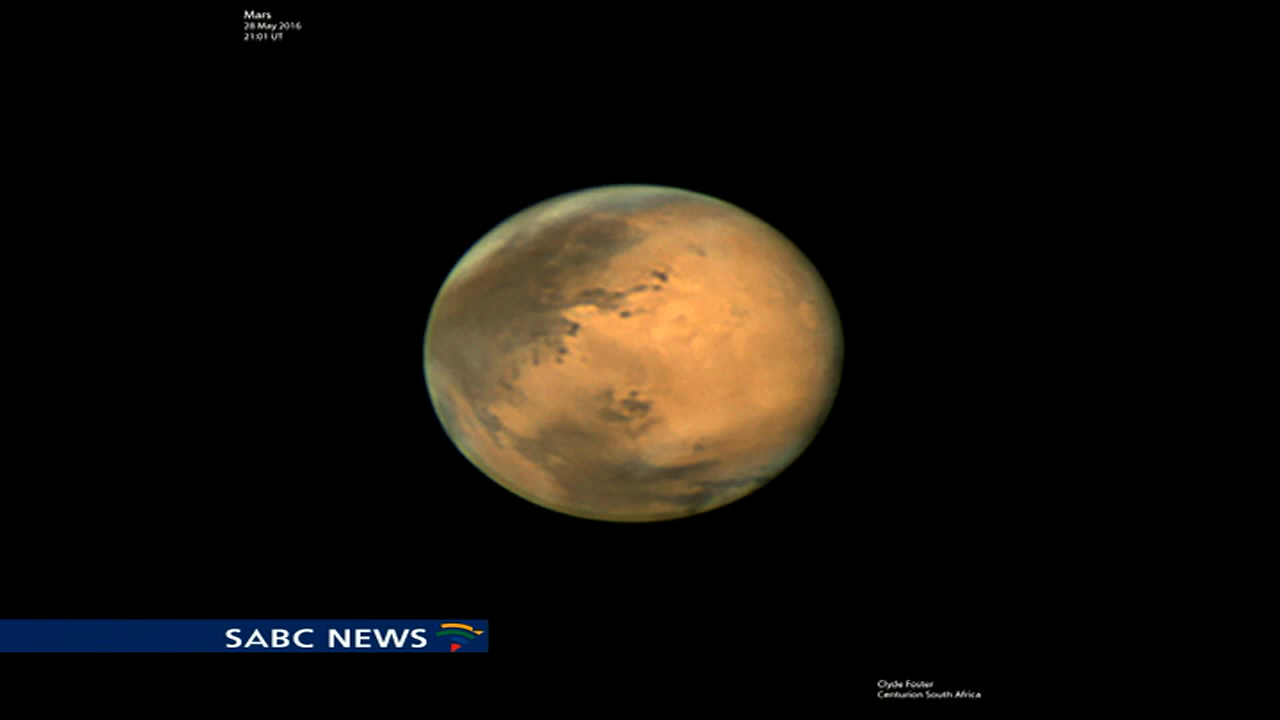 Mars
28 May 2016
21:01 UT
SABC NEWS
Clyde Foster
Centurion South Africa